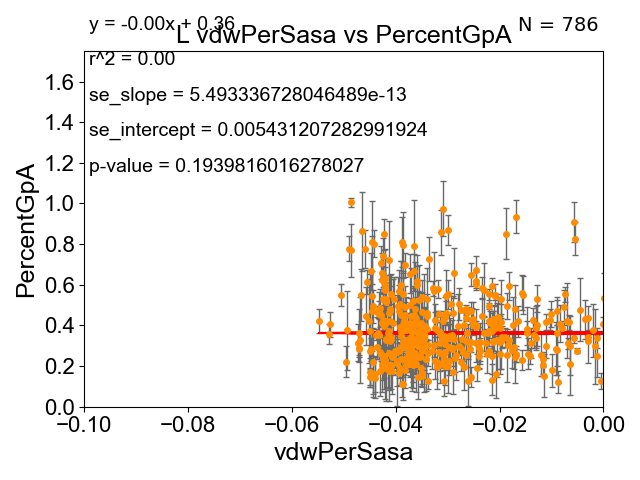 y = -0.00x + 0.36
N = 786
L vdwPerSasa vs PercentGpA
r^2 = 0.00
se_slope = 5.493336728046489e-13
se_intercept = 0.005431207282991924
p-value = 0.1939816016278027
PercentGpA
1.6
1.4
1.2
1.0
0.8
0.6
0.4
0.2
0.0
−0.10
−0.08
−0.06
−0.04
−0.02
0.00
vdwPerSasa